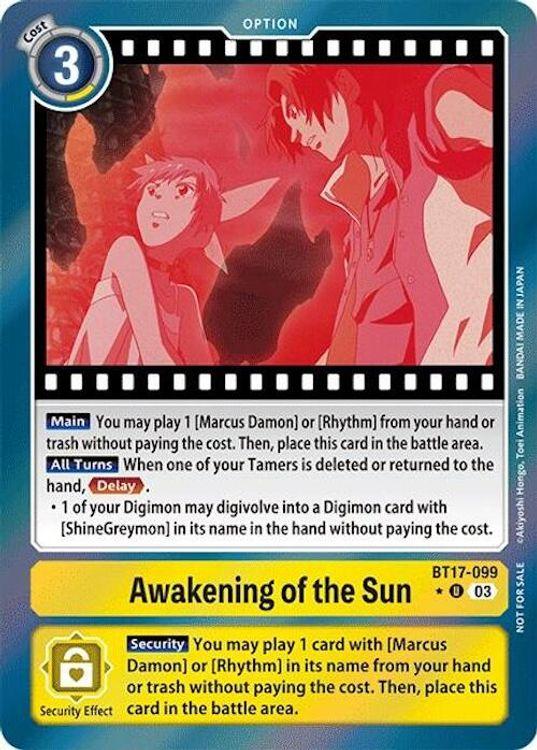 OPTION
Cost
3
Main You may play 1 [Marcus Damon] or [Rhythm] from your hand or
trash without paying the cost. Then, place this card in the battle area.
All Turns When one of your Tamers is deleted or returned to the
hand, Delay.
• 1 of your Digimon may digivolve into a Digimon card with
[ShineGreymon] in its name in the hand without paying the cost.
BT17-099
Awakening of the Sun
★ U 03
Security You may play 1 card with [Marcus
Damon] or [Rhythm] in its name from your hand
or trash without paying the cost. Then, place this
card in the battle area.
Security Effect
NOT FOR SALE ©Akiyoshi Hongo, Toei Animation BANDAI MADE IN JAPAN